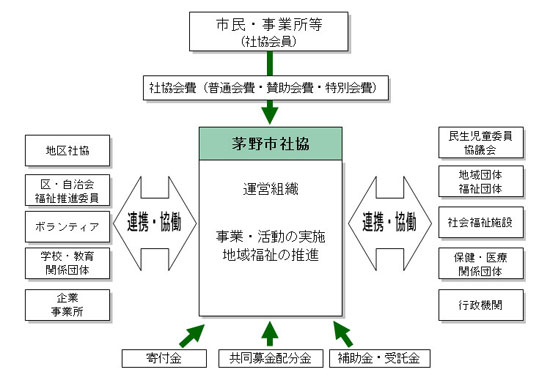 市民・事業所等
(社協会員)
社協会費（普通会費・賛助会費・特別会費）
茅野市社協
運営組織
事業・活動の実施
地域福祉の推進
地区社協
区・自治会
福祉推進委員
ボランティア
学校・教育
関係団体
企業
事業所
連携・協働
連携・協働
民生児童委員
協議会
地域団体
福祉団体
社会福祉施設
保健・医療
関係団体
行政機関
寄付金
共同募金配分金
補助金・受託金